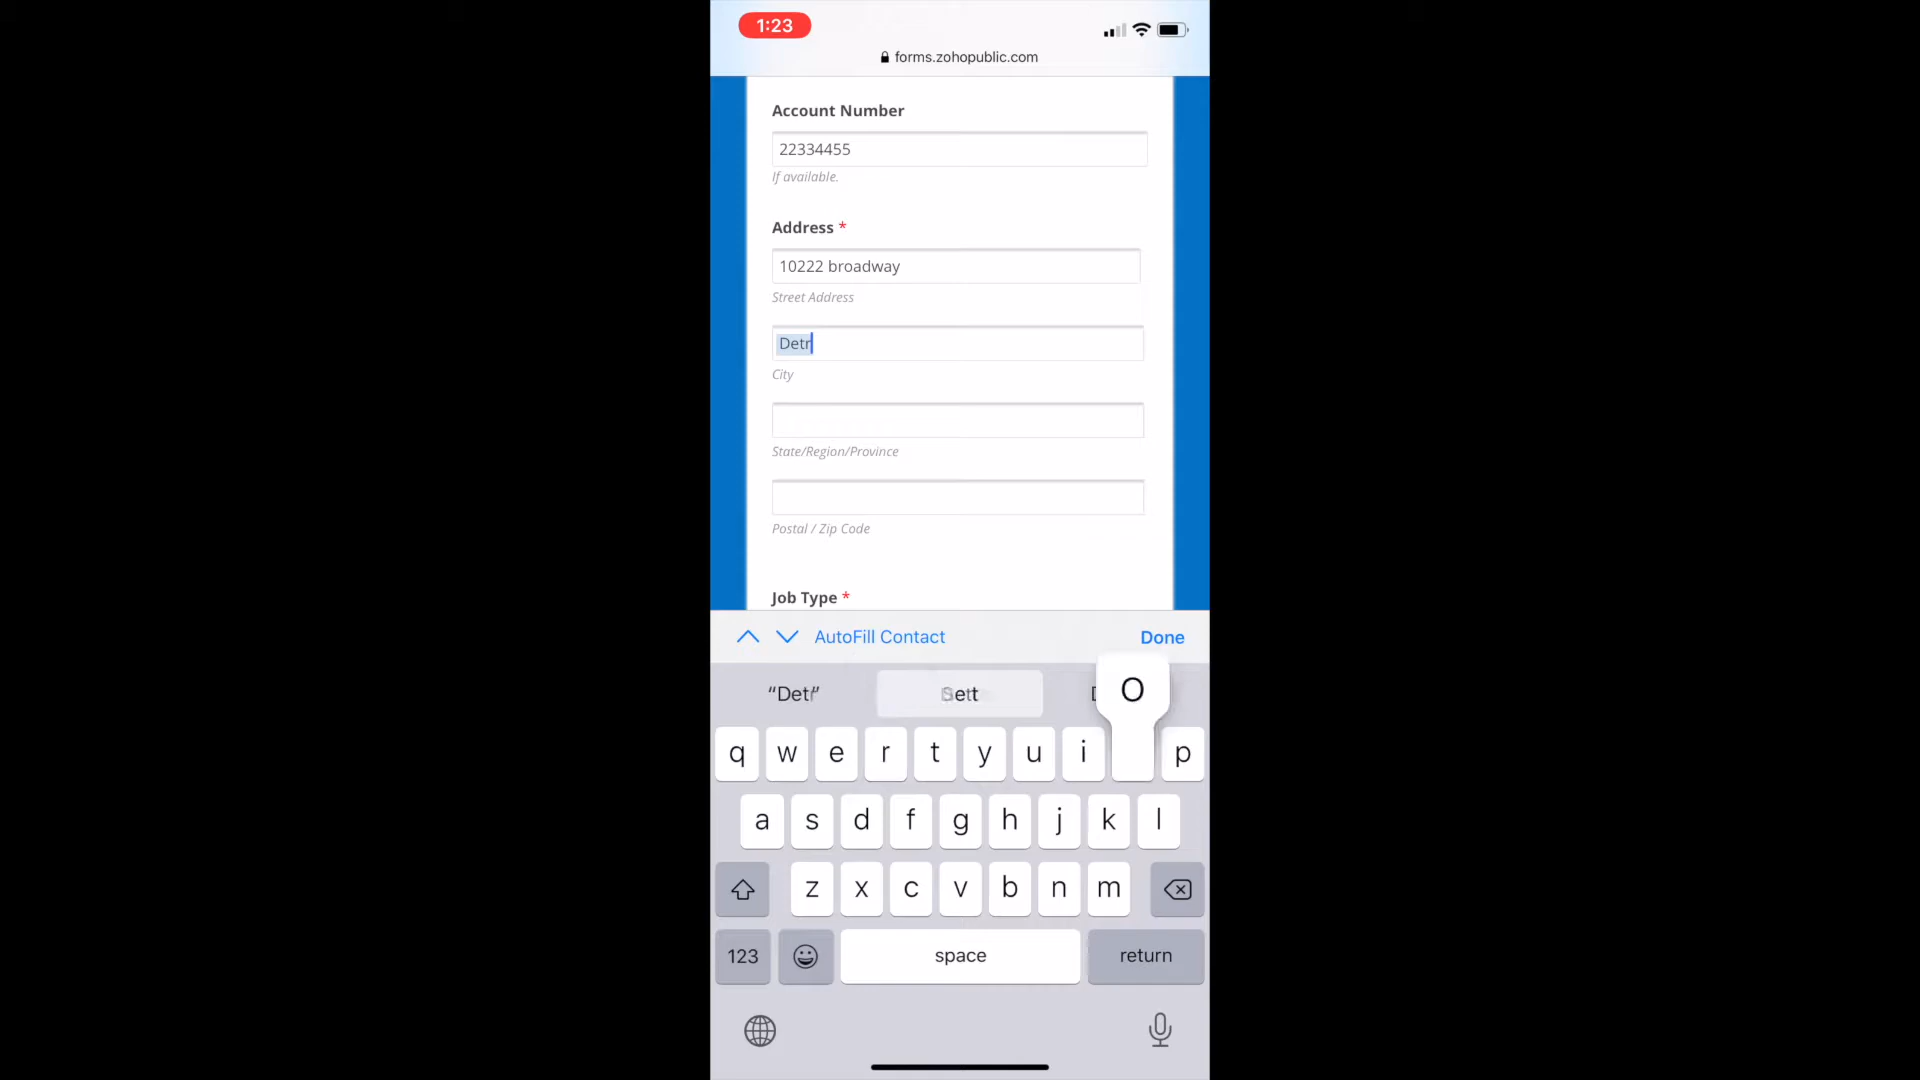 1:23
forms.zohopublic.com
Account Number
22334455
If available.
Address *
10222 broadway
Street Address
Detr
City
State/Region/Province
Postal / Zip Code
Job Type *
AutoFill Contact Done
“Detr” Sett
O
q w e r t y u i p
a s d f g h j k l
z x c v b n m
123 space return